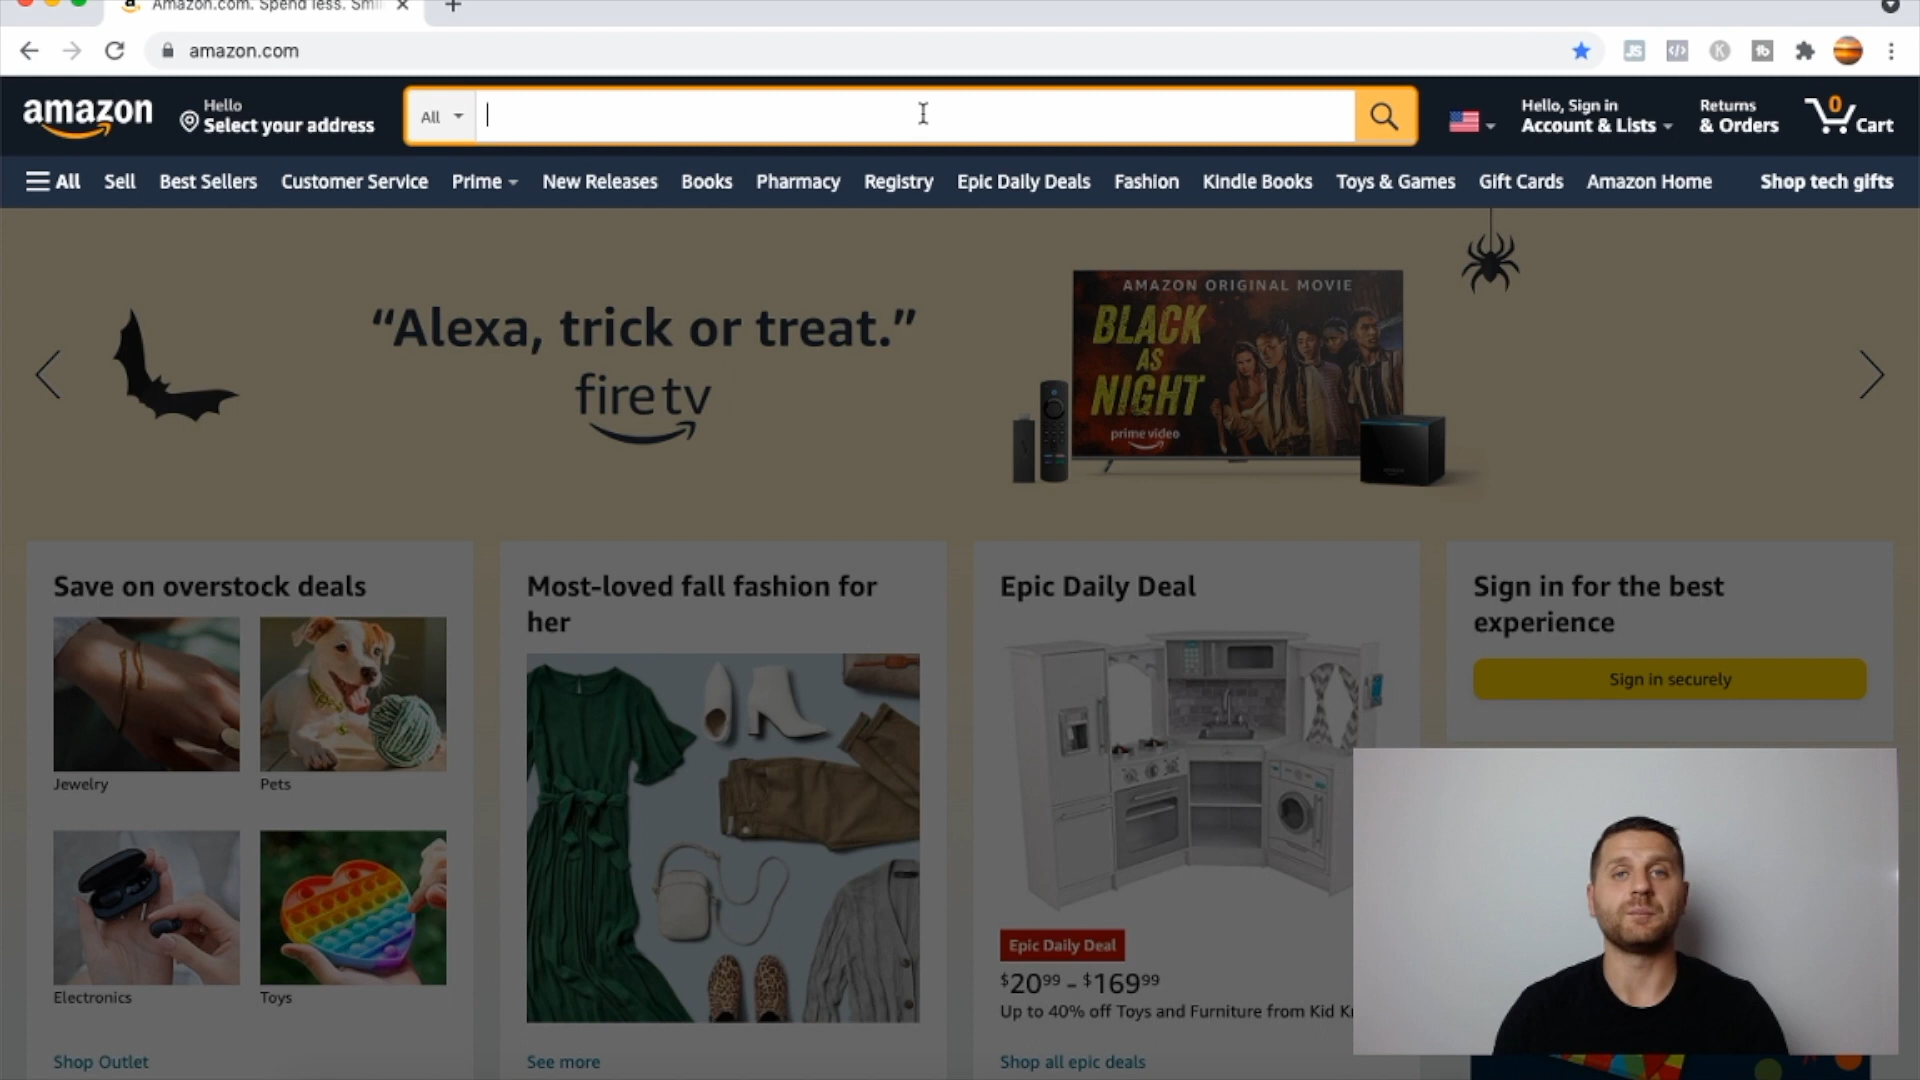 Amazon.com. Spend less. Smil
amazon.com
JS
</>
K
tb
amazon
Hello
Select your address
All
Hello, Sign in
Account & Lists
Returns
& Orders
0
Cart
All
Sell
Best Sellers
Customer Service
Prime
New Releases
Books
Pharmacy
Registry
Epic Daily Deals
Fashion
Kindle Books
Toys & Games
Gift Cards
Amazon Home
Shop tech gifts
“Alexa, trick or treat.”
fire tv
AMAZON ORIGINAL MOVIE
BLACK
AS
NIGHT
prime video
Save on overstock deals
Jewelry
Pets
Electronics
Toys
Shop Outlet
Most-loved fall fashion for
her
See more
Epic Daily Deal
Epic Daily Deal
$20.99 - $169.99
Up to 40% off Toys and Furniture from Kid K
Shop all epic deals
Sign in for the best
experience
Sign in securely